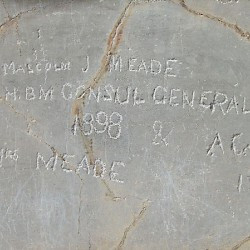 MALCOLM J. MEADE
H.B.M CONSUL GENERAL
1898 &
MRS MEADE